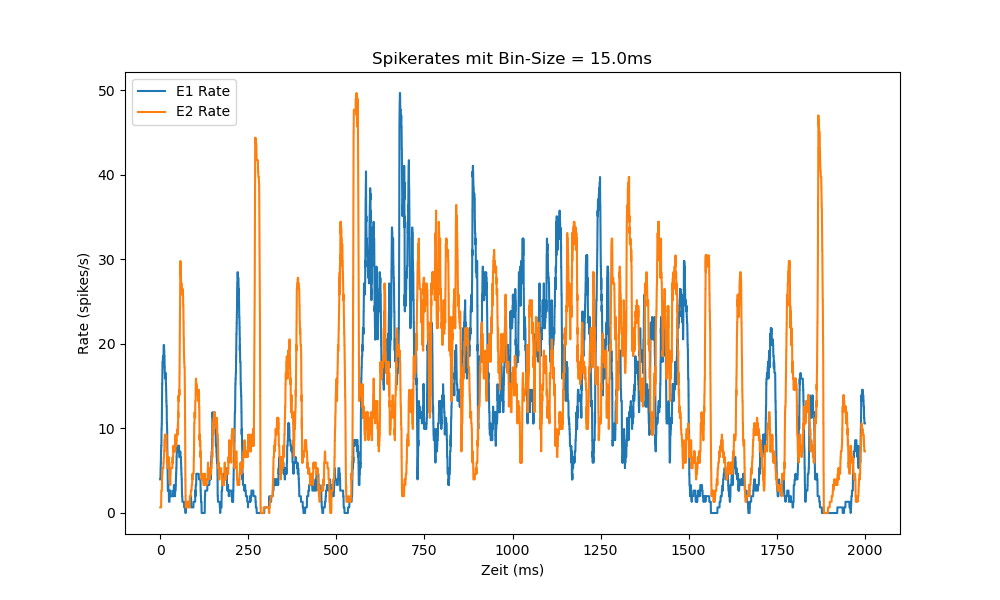 Spikerates mit Bin-Size = 15.0ms
E1 Rate
E2 Rate
50
40
30
20
10
0
Rate (spikes/s)
0 250 500 750 1000 1250 1500 1750 2000
Zeit (ms)